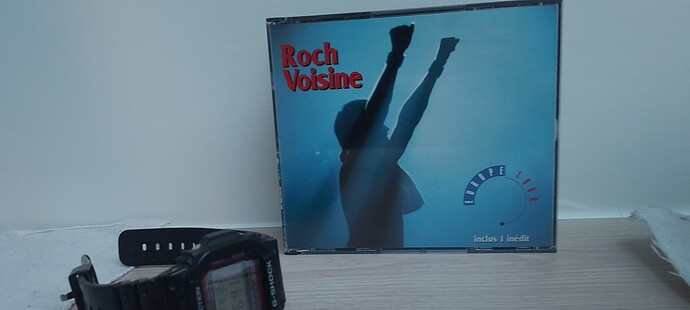 Roch
Voisine
EUROPE TOUR
inclus 1 inédit
G-SHOCK